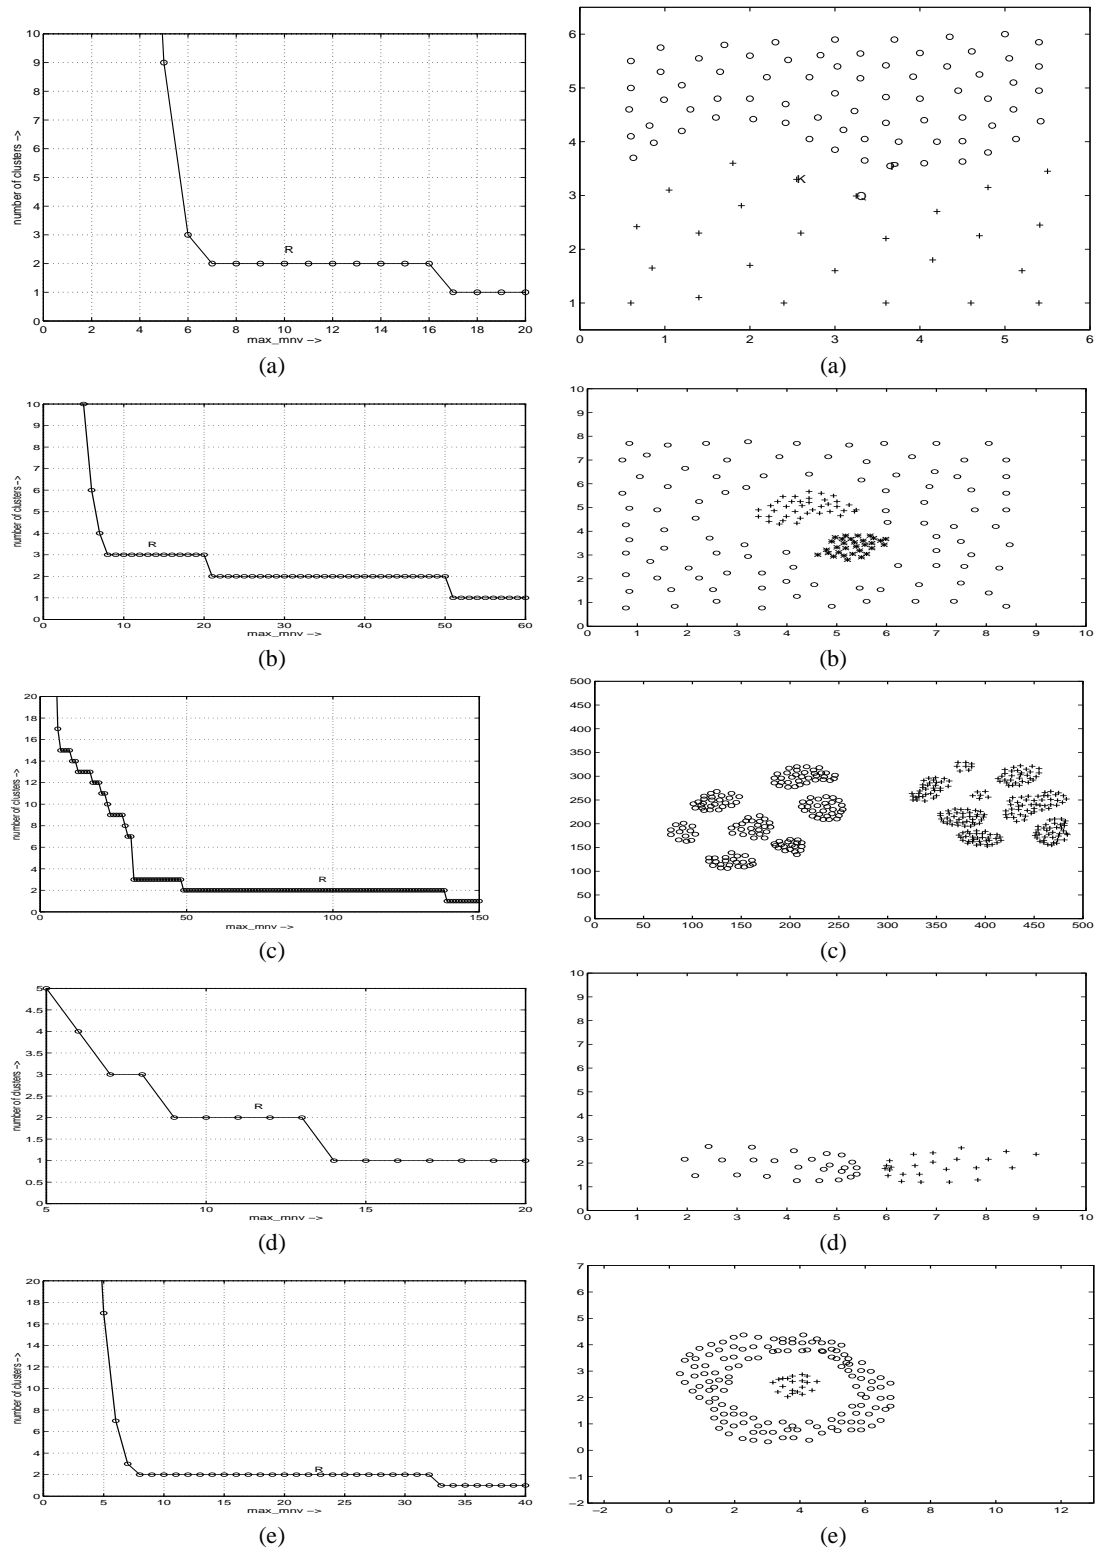 10
9
8
7
6
5
4
3
2
1
0
number of clusters –>
R
0 2 4 6 8 10 12 14 16 18 20
max_mnv –>
(a)
6
5
4
3
2
1
K
P
Q
0 1 2 3 4 5 6
(a)
10
9
8
7
6
5
4
3
2
1
0
number of clusters –>
R
0 10 20 30 40 50 60
max_mnv –>
(b)
10
9
8
7
6
5
4
3
2
1
0
0 1 2 3 4 5 6 7 8 9 10
(b)
20
18
16
14
12
10
8
6
4
2
0
number of clusters –>
R
0 50 100 150
max_mnv –>
(c)
500
450
400
350
300
250
200
150
100
50
0
0 50 100 150 200 250 300 350 400 450 500
(c)
5
4.5
4
3.5
3
2.5
2
1.5
1
0.5
0
number of clusters –>
R
5 10 15 20
max_mnv –>
(d)
10
9
8
7
6
5
4
3
2
1
0
0 1 2 3 4 5 6 7 8 9 10
(d)
20
18
16
14
12
10
8
6
4
2
0
number of clusters –>
R
0 5 10 15 20 25 30 35 40
max_mnv –>
(e)
7
6
5
4
3
2
1
0
−1
−2
−2 0 2 4 6 8 10 12
(e)